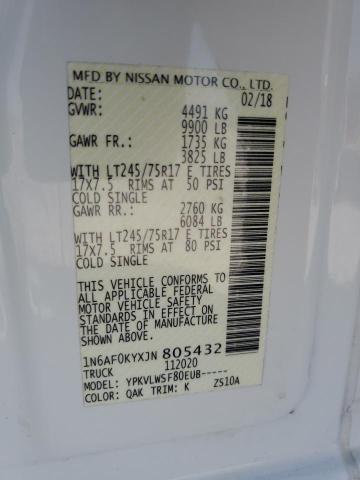 MFD BY NISSAN MOTOR CO., LTD.
DATE: 02/18
GVWR: 4491 KG
9900 LB
GAWR FR.: 1735 KG
3825 LB
WITH LT245/75R17 E TIRES
17X7.5 RIMS AT 50 PSI
COLD SINGLE
GAWR RR.: 2760 KG
6084 LB
WITH LT245/75R17 E TIRES
17X7.5 RIMS AT 80 PSI
COLD SINGLE
THIS VEHICLE CONFORMS TO
ALL APPLICABLE FEDERAL
MOTOR VEHICLE SAFETY
STANDARDS IN EFFECT ON
THE DATE OF MANUFACTURE
SHOWN ABOVE.
1N6AF0KYXJN 805432
TRUCK 112020
MODEL: YPKVLWSF80EUB-----
COLOR: QAK TRIM: K ZS10A